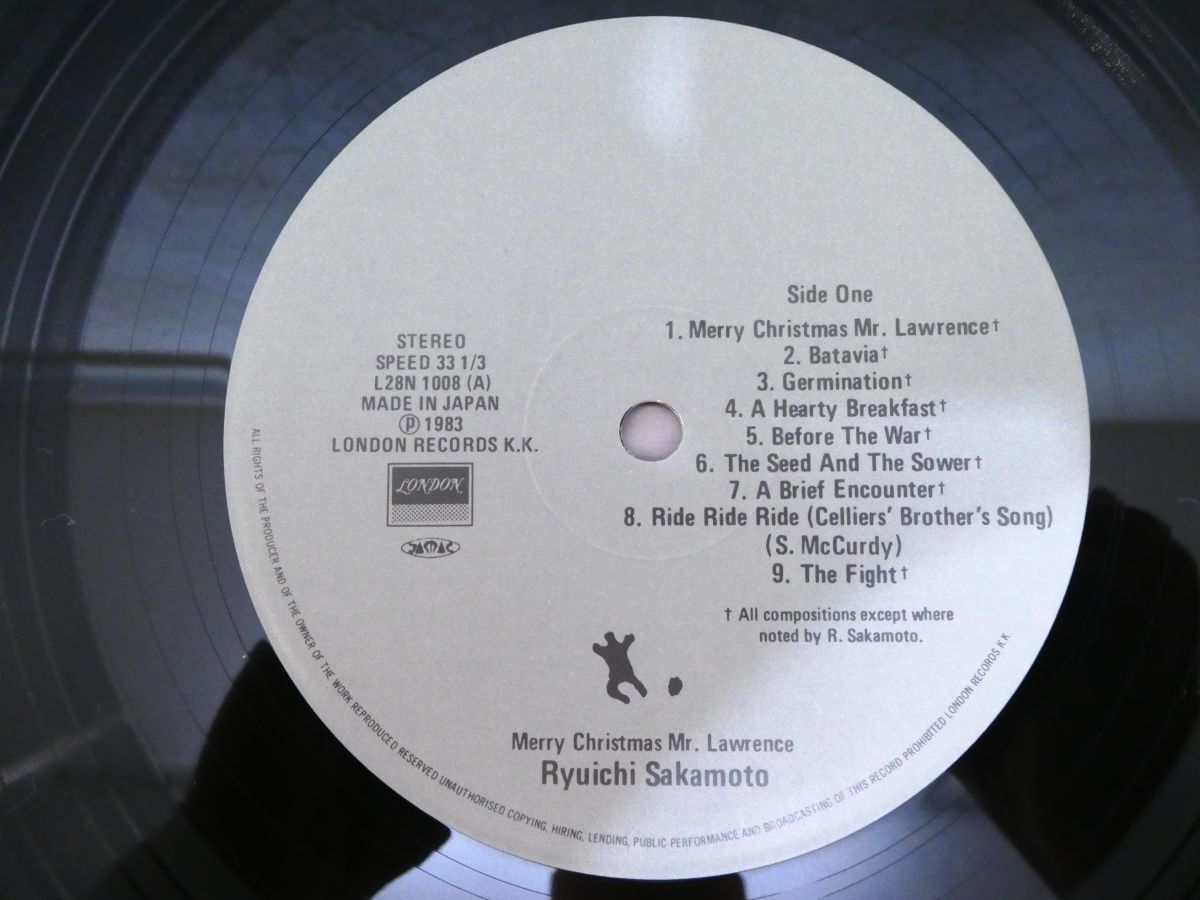 Side One
1. Merry Christmas Mr. Lawrence†
2. Batavia†
3. Germination†
4. A Hearty Breakfast†
5. Before The War†
6. The Seed And The Sower†
7. A Brief Encounter†
8. Ride Ride Ride (Celliers' Brother's Song)
(S. McCurdy)
9. The Fight†
† All compositions except where
noted by R. Sakamoto.
STEREO
SPEED 33 1/3
L28N 1008 (A)
MADE IN JAPAN
℗ 1983
LONDON RECORDS K.K.
LONDON
JASRAC
Merry Christmas Mr. Lawrence
Ryuichi Sakamoto
ALL RIGHTS OF THE PRODUCER AND OF THE OWNER OF THE WORK REPRODUCED RESERVED UNAUTHORISED COPYING, HIRING, LENDING, PUBLIC PERFORMANCE AND BROADCASTING OF THIS RECORD PROHIBITED LONDON RECORDS K.K